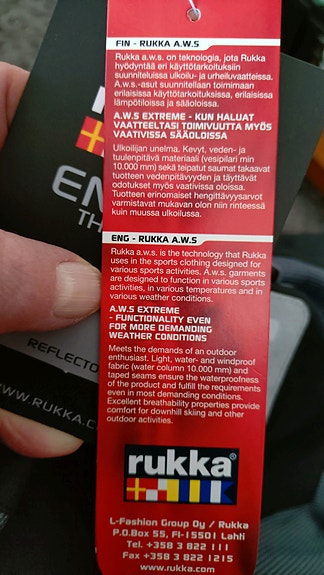 FIN - RUKKA A.W.S
Rukka a.w.s. on teknologia, jota Rukka
hyödyntää eri käyttötarkoituksiin
suunniteluissa ulkoilu- ja urheiluvaatteissa.
A.w.s.-asut suunnitellaan toimimaan
erilaisissa käyttötarkoituksissa, erilaisissa
lämpötiloissa ja sääoloissa.
A.W.S EXTREME - KUN HALUAT
VAATTEELTASI TOIMIVUUTTA MYÖS
VAATIVISSA SÄÄOLOISSA
Ulkoilijan unelma. Kevyt, veden- ja
tuulenpitävä materiaali (vesipilari min
10.000 mm) sekä teipatut saumat takaavat
tuotteen vedenpitävyyden ja täyttävät
odotukset myös vaativissa oloissa.
Tuotteen erinomaiset hengittävyysarvot
varmistavat mukavan olon niin rinteessä
kuin muussa ulkoilussa.
ENG - RUKKA A.W.S
Rukka a.w.s. is the technology that Rukka
uses in the sports clothing designed for
various sports activities. A.w.s. garments
are designed to function in various sports
activities, in various temperatures and in
various weather conditions.
A.W.S EXTREME
- FUNCTIONALITY EVEN
FOR MORE DEMANDING
WEATHER CONDITIONS
Meets the demands of an outdoor
enthusiast. Light, water- and windproof
fabric (water column 10.000 mm) and
taped seams ensure the waterproofness
of the product and fulfill the requirements
even in most demanding conditions.
Excellent breathability properties provide
comfort for downhill skiing and other
outdoor activities.
rukka®
L-Fashion Group Oy / Rukka
P.O.Box 55, FI-15501 Lahti
Tel. +358 3 822 111
Fax +358 3 822 1215
www.rukka.com
EN
TH
REFLECTO
WWW.RUKKA.C